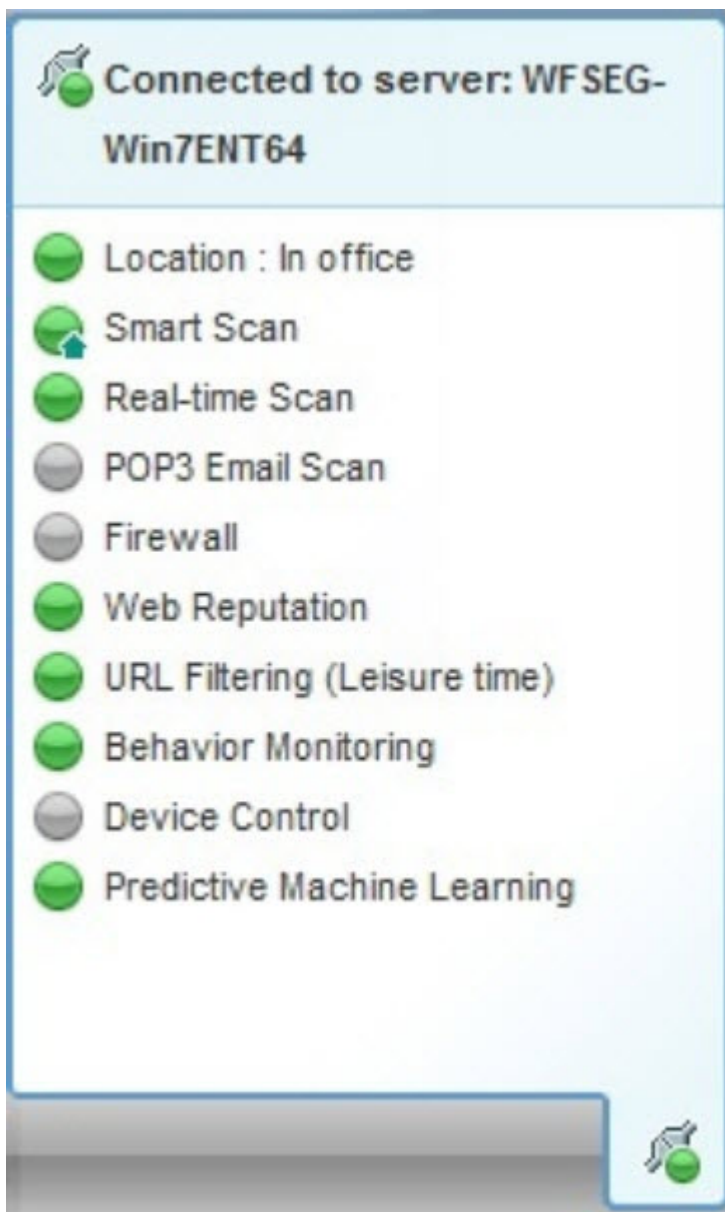 Connected to server: WFSEG-
Win7ENT64
Location : In office
Smart Scan
Real-time Scan
POP3 Email Scan
Firewall
Web Reputation
URL Filtering (Leisure time)
Behavior Monitoring
Device Control
Predictive Machine Learning